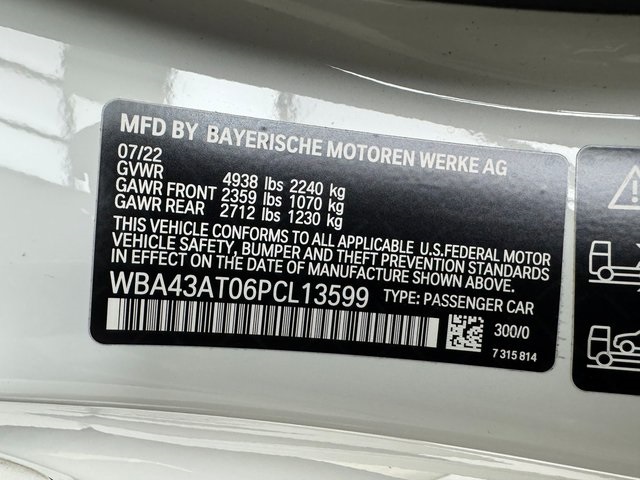 MFD BY BAYERISCHE MOTOREN WERKE AG
07/22
GVWR 4938 lbs 2240 kg
GAWR FRONT 2359 lbs 1070 kg
GAWR REAR 2712 lbs 1230 kg
THIS VEHICLE CONFORMS TO ALL APPLICABLE U.S.FEDERAL MOTOR
VEHICLE SAFETY, BUMPER AND THEFT PREVENTION STANDARDS
IN EFFECT ON THE DATE OF MANUFACTURE SHOWN ABOVE.
WBA43AT06PCL13599 TYPE: PASSENGER CAR
300/0
7 315 814